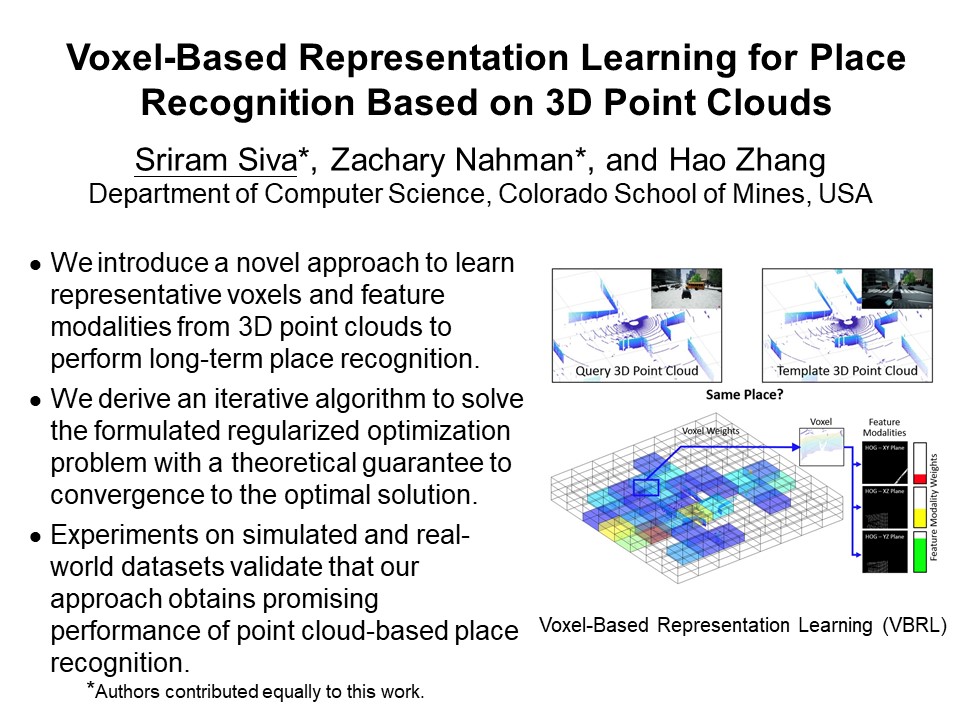 Voxel-Based Representation Learning for Place
Recognition Based on 3D Point Clouds
Sriram Siva*, Zachary Nahman*, and Hao Zhang
Department of Computer Science, Colorado School of Mines, USA
● We introduce a novel approach to learn
representative voxels and feature
modalities from 3D point clouds to
perform long-term place recognition.
● We derive an iterative algorithm to solve
the formulated regularized optimization
problem with a theoretical guarantee to
convergence to the optimal solution.
● Experiments on simulated and real-
world datasets validate that our
approach obtains promising
performance of point cloud-based place
recognition.
*Authors contributed equally to this work.
Query 3D Point Cloud
Template 3D Point Cloud
Same Place?
Voxel Weights
Voxel
Feature
Modalities
HOG – XY Plane
HOG – XZ Plane
HOG – YZ Plane
Feature Modality Weights
Voxel-Based Representation Learning (VBRL)